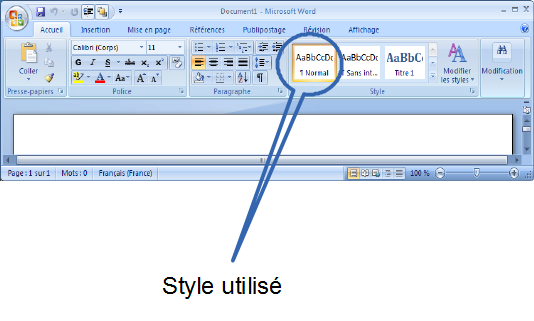 Document1 - Microsoft Word
Accueil Insertion Mise en page Références Publipostage Révision Affichage
Calibri (Corps) 11
AaBbCcDc AaBbCcDc AaBbCc
Coller
G I S abc x₂ x²
¶ Normal Sans int... Titre 1
Modifier les styles
Modification
Aa A A
Presse-papiers Police Paragraphe Style
Page : 1 sur 1 Mots : 0 Français (France) 100 %
Style utilisé